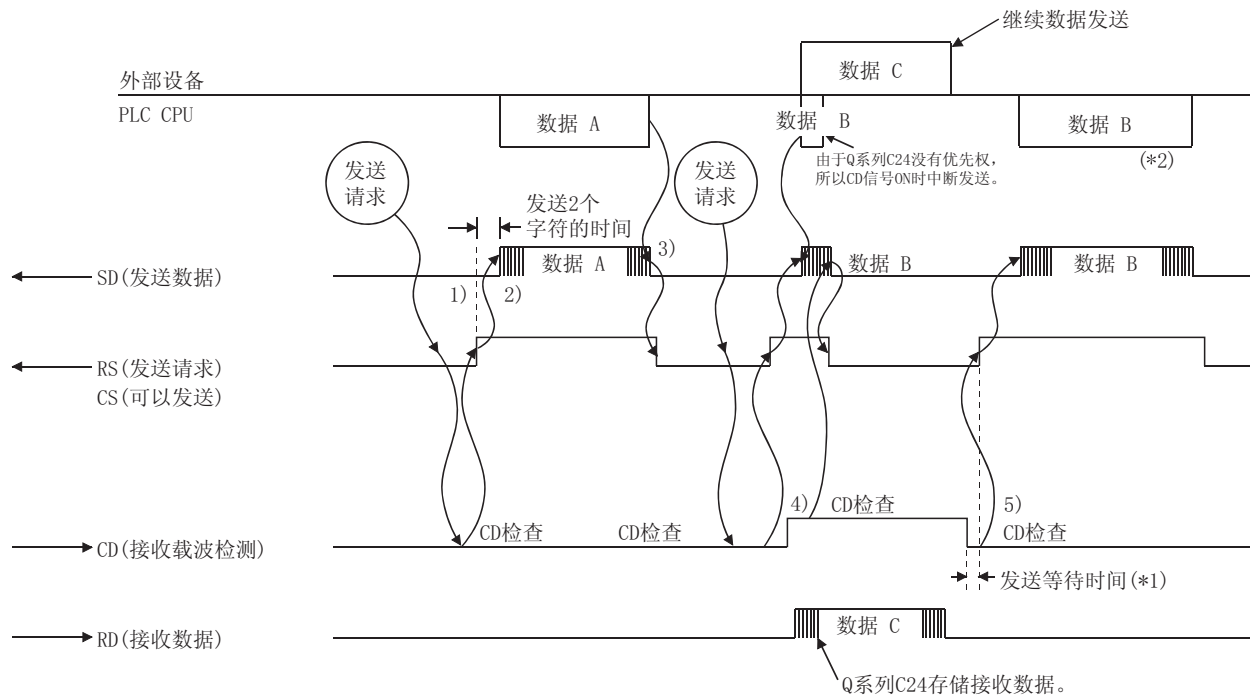 继续数据发送
外部设备
数据 C
PLC CPU
数据 A
数据 B
数据 B
由于Q系列C24没有优先权,
所以CD信号ON时中断发送。
(*2)
发送
请求
发送
请求
发送2个
字符的时间
3)
SD(发送数据)
数据 A
数据 B
数据 B
1)
2)
RS(发送请求)
CS(可以发送)
4)
CD检查
5)
CD(接收载波检测)
CD检查
CD检查
CD检查
发送等待时间(*1)
RD(接收数据)
数据 C
Q系列C24存储接收数据。